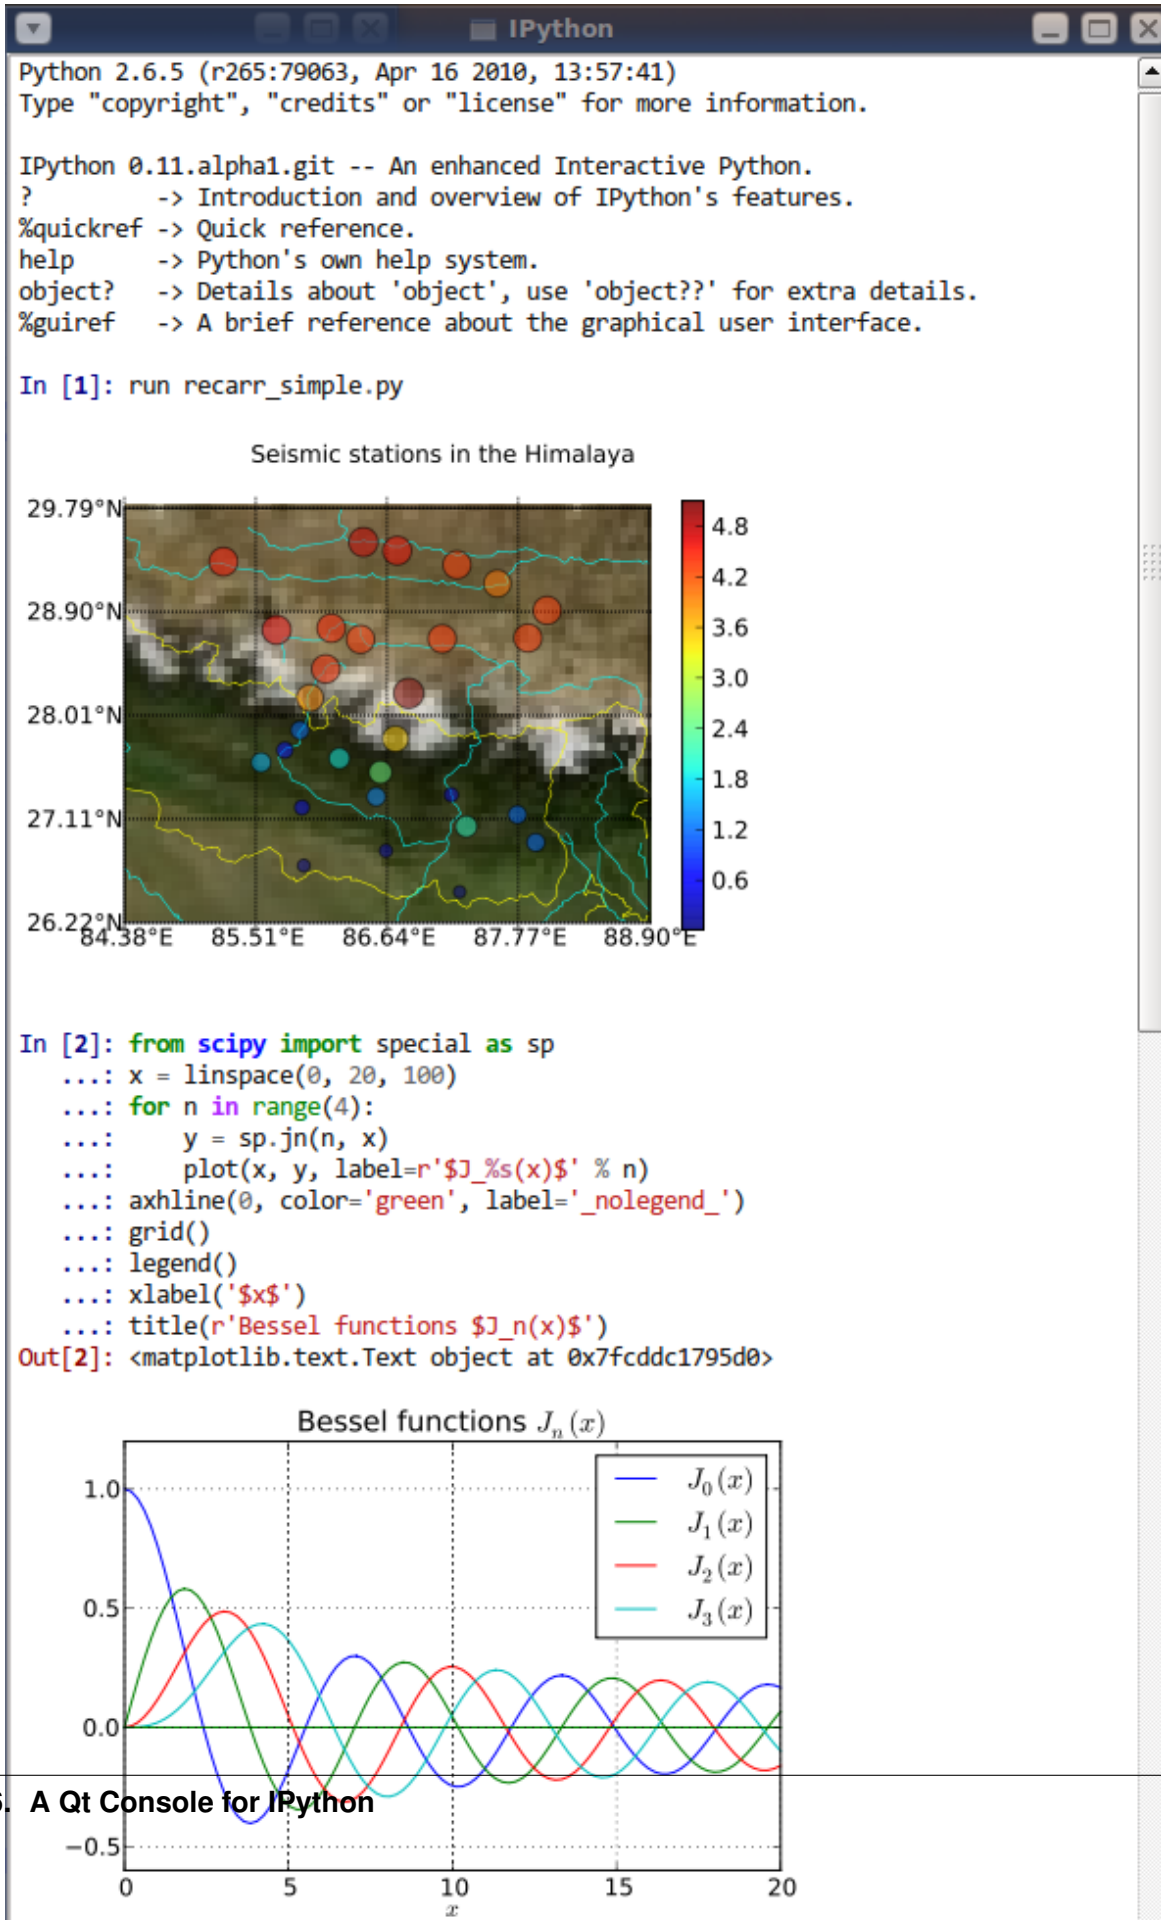 IPython
Python 2.6.5 (r265:79063, Apr 16 2010, 13:57:41)
Type "copyright", "credits" or "license" for more information.
IPython 0.11.alpha1.git -- An enhanced Interactive Python.
?         -> Introduction and overview of IPython's features.
%quickref -> Quick reference.
help      -> Python's own help system.
object?   -> Details about 'object', use 'object??' for extra details.
%guiref   -> A brief reference about the graphical user interface.
In [1]: run recarr_simple.py
Seismic stations in the Himalaya
29.79°N
28.90°N
28.01°N
27.11°N
26.22°N
84.38°E 85.51°E 86.64°E 87.77°E 88.90°E
4.8
4.2
3.6
3.0
2.4
1.8
1.2
0.6
In [2]: from scipy import special as sp
   ...: x = linspace(0, 20, 100)
   ...: for n in range(4):
   ...:     y = sp.jn(n, x)
   ...:     plot(x, y, label=r'$J_%s(x)$' % n)
   ...: axhline(0, color='green', label='_nolegend_')
   ...: grid()
   ...: legend()
   ...: xlabel('$x$')
   ...: title(r'Bessel functions $J_n(x)$')
Out[2]: <matplotlib.text.Text object at 0x7fcddc1795d0>
Bessel functions J_n(x)
J_0(x)
J_1(x)
J_2(x)
J_3(x)
1.0
0.5
0.0
−0.5
0 5 10 15 20
x
. A Qt Console for IPython